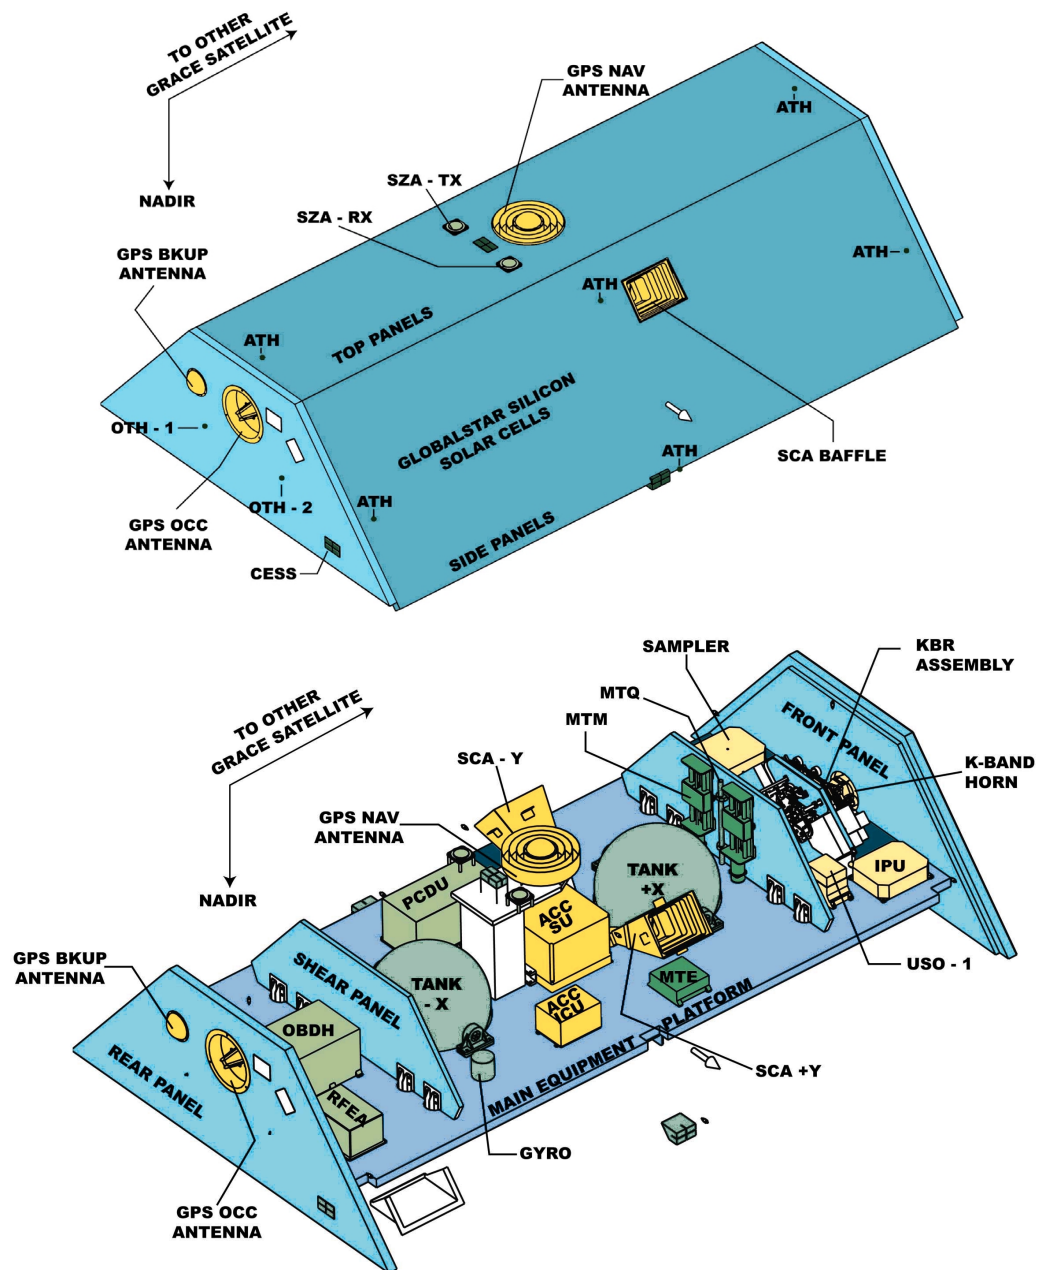 TO OTHER
GRACE SATELLITE
NADIR
GPS NAV
ANTENNA
ATH
SZA - TX
SZA - RX
GPS BKUP
ANTENNA
ATH
ATH
ATH
TOP PANELS
OTH - 1
GLOBALSTAR SILICON
SOLAR CELLS
SCA BAFFLE
ATH
ATH
OTH - 2
GPS OCC
ANTENNA
SIDE PANELS
CESS
SAMPLER
KBR
ASSEMBLY
MTQ
MTM
FRONT PANEL
TO OTHER
GRACE SATELLITE
SCA - Y
K-BAND
HORN
GPS NAV
ANTENNA
NADIR
PCDU
TANK
+X
IPU
ACC
SU
GPS BKUP
ANTENNA
SHEAR PANEL
TANK
- X
MTE
USO - 1
ACC
ICU
OBDH
PLATFORM
MAIN EQUIPMENT
SCA +Y
REAR PANEL
RFEA
GYRO
GPS OCC
ANTENNA